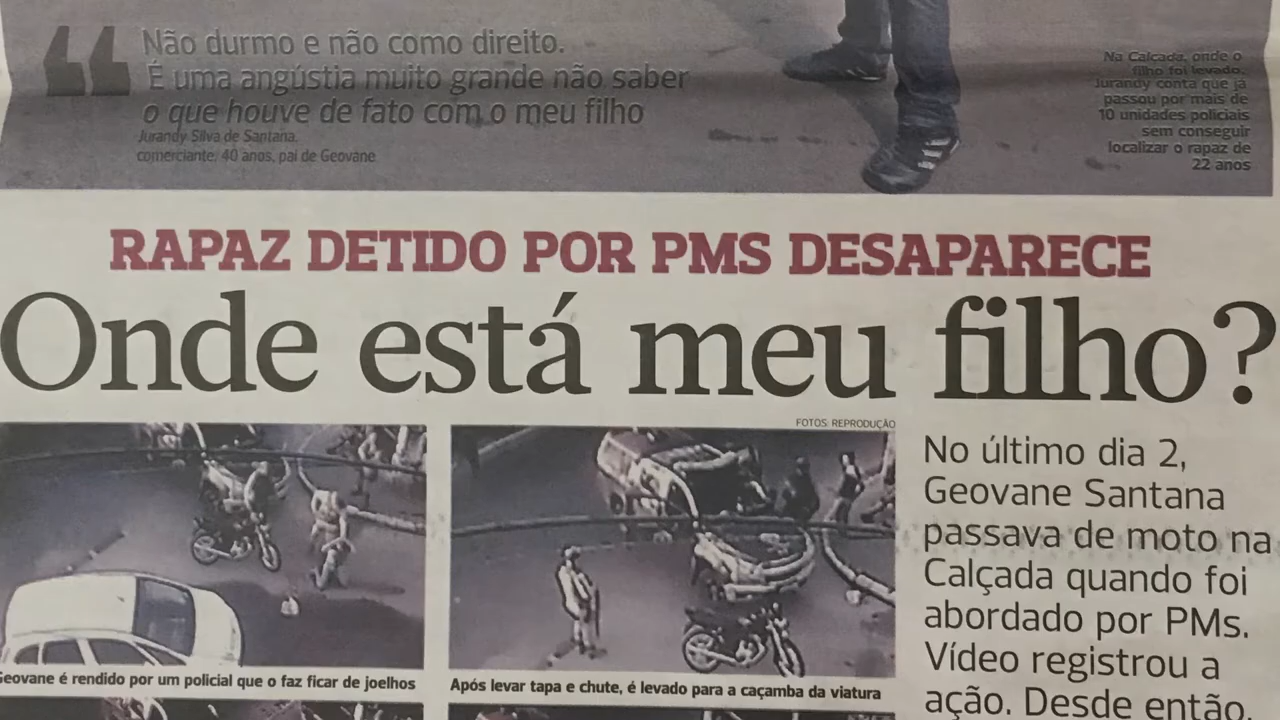 Não durmo e não como direito.
É uma angústia muito grande não saber
o que houve de fato com o meu filho
Jurandy Silva de Santana,
comerciante, 40 anos, pai de Geovane
Na Calçada, onde o
filho foi levado,
Jurandy conta que já
passou por mais de
10 unidades policiais
sem conseguir
localizar o rapaz de
22 anos
RAPAZ DETIDO POR PMS DESAPARECE
Onde está meu filho?
FOTOS: REPRODUÇÃO
Geovane é rendido por um policial que o faz ficar de joelhos
Após levar tapa e chute, é levado para a caçamba da viatura
No último dia 2,
Geovane Santana
passava de moto na
Calçada quando foi
abordado por PMs.
Vídeo registrou a
ação. Desde então,